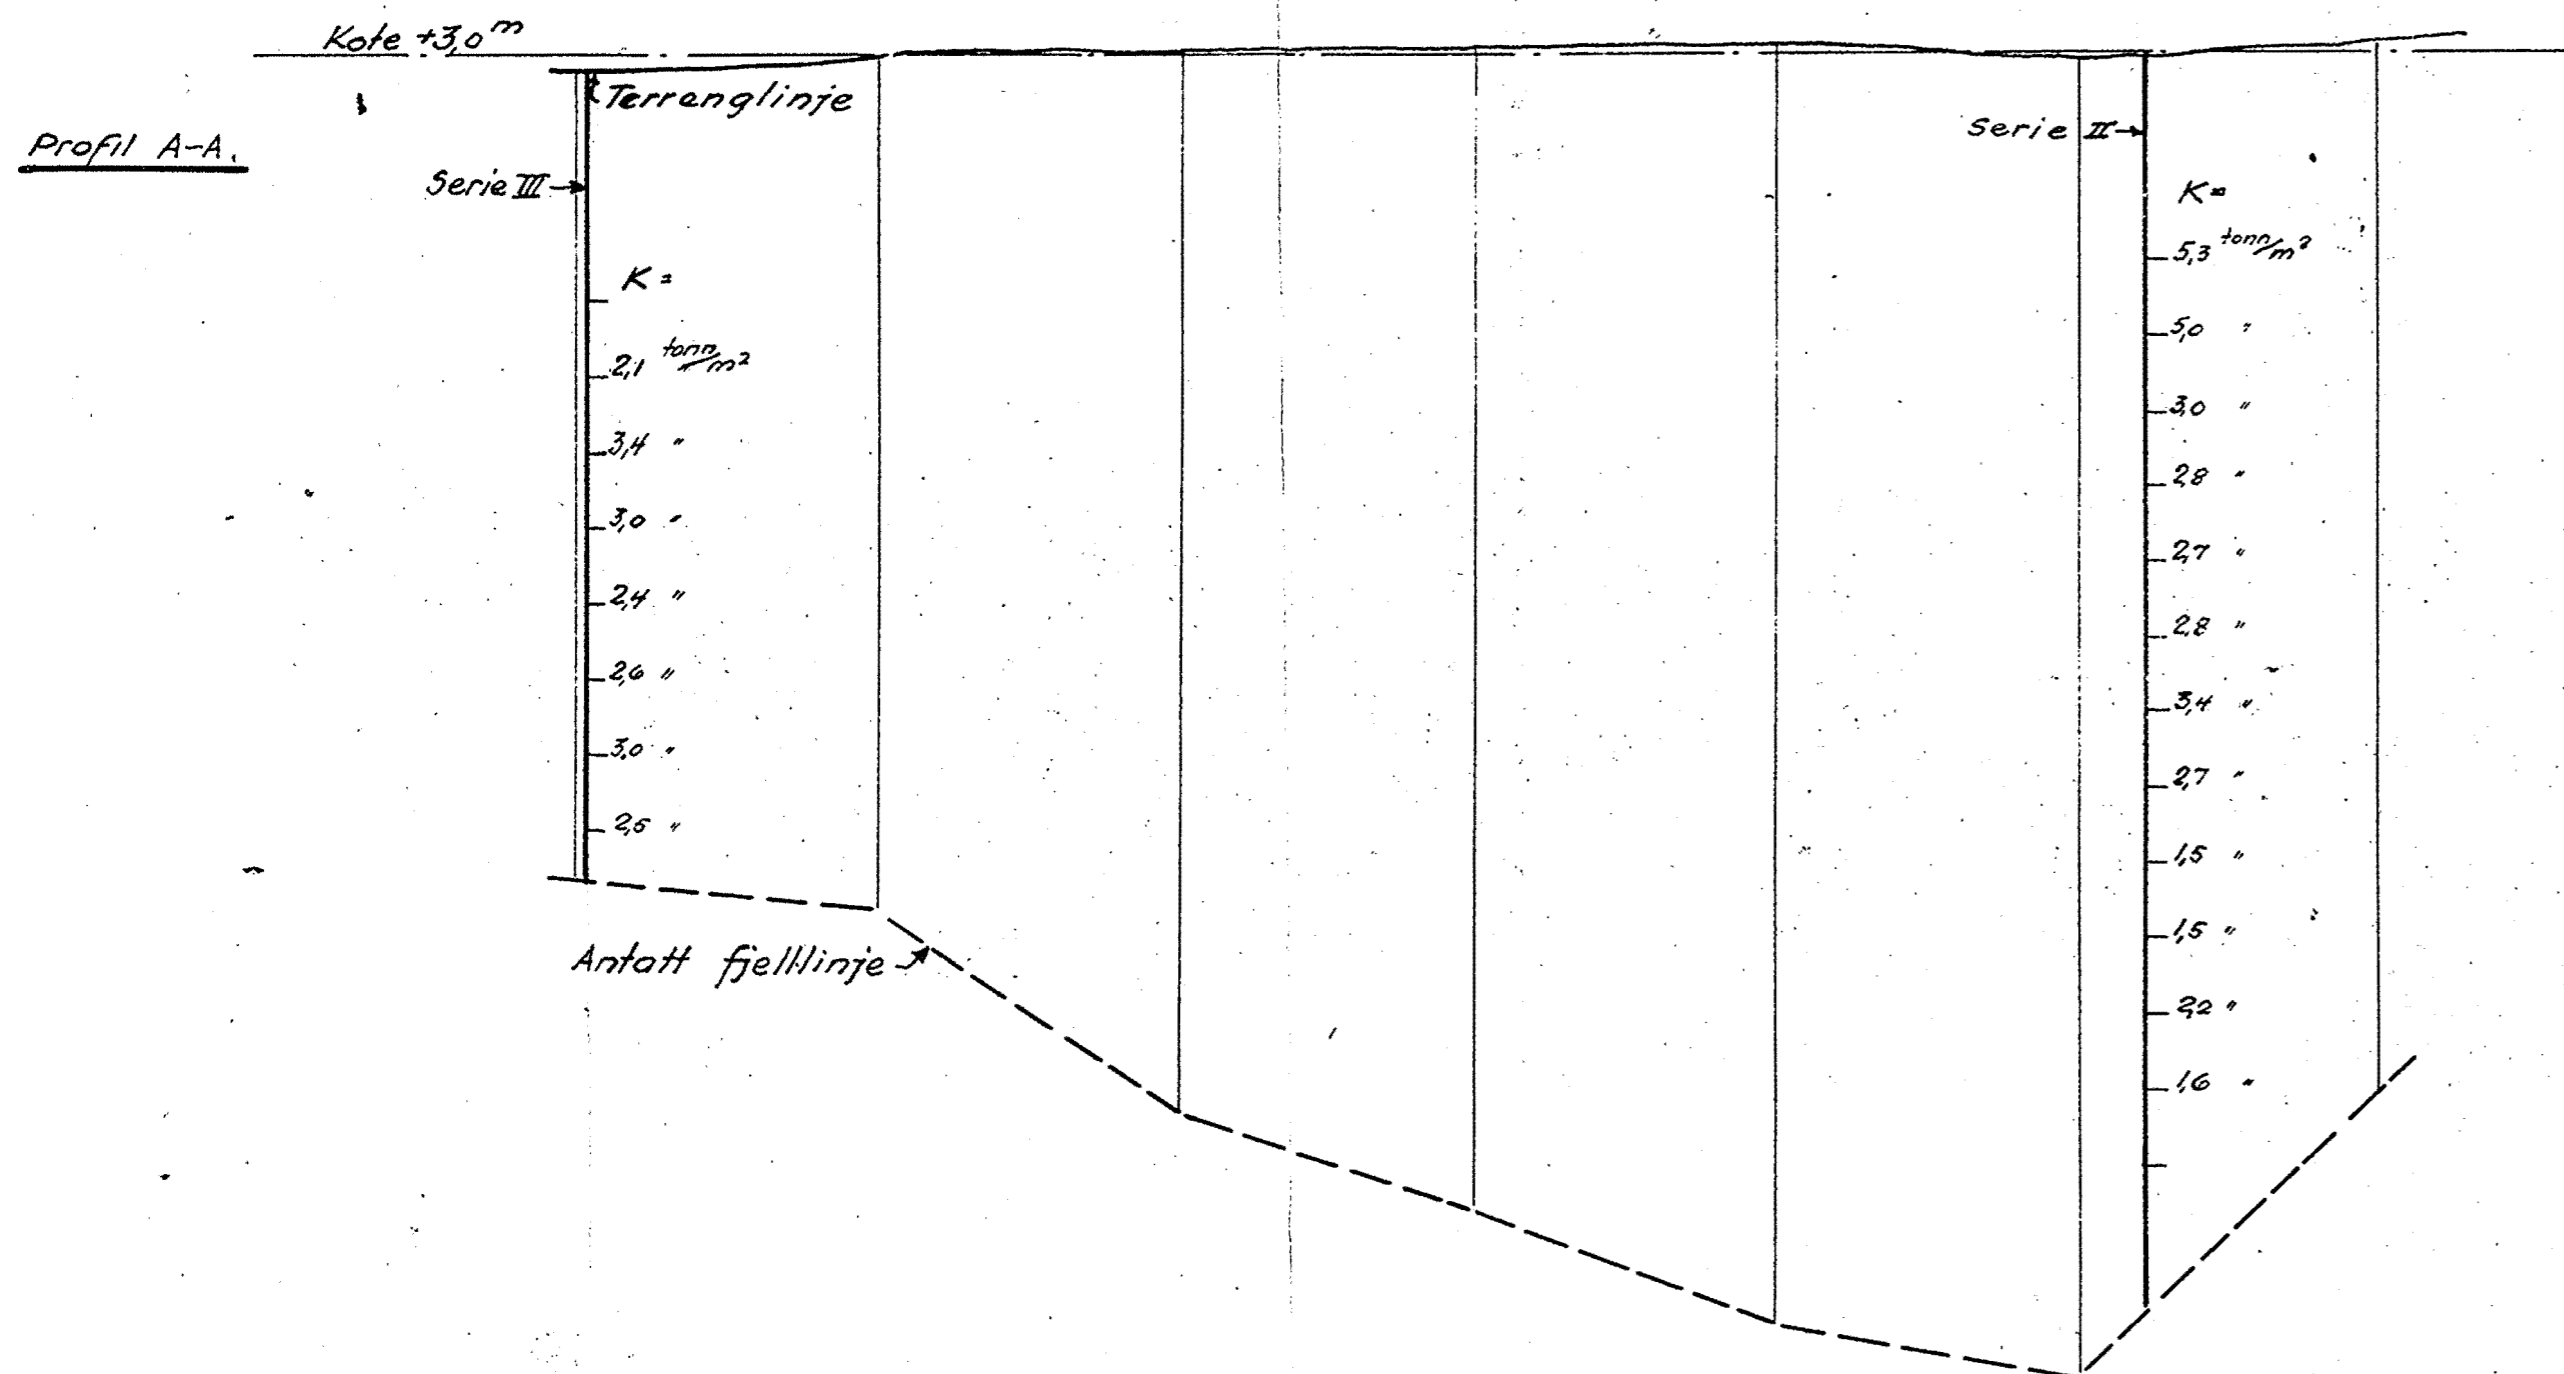 Kote +3,0 m
Terrenglinje
Profil A-A.
Serie III
K =
2,1 tonn/m²
3,4 "
3,0 "
2,4 "
2,6 "
3,0 "
2,5 "
Antatt fjellinje
Serie II
K =
5,3 tonn/m²
5,0 "
3,0 "
2,8 "
2,7 "
2,8 "
3,4 "
2,7 "
1,5 "
1,5 "
2,2 "
1,6 "